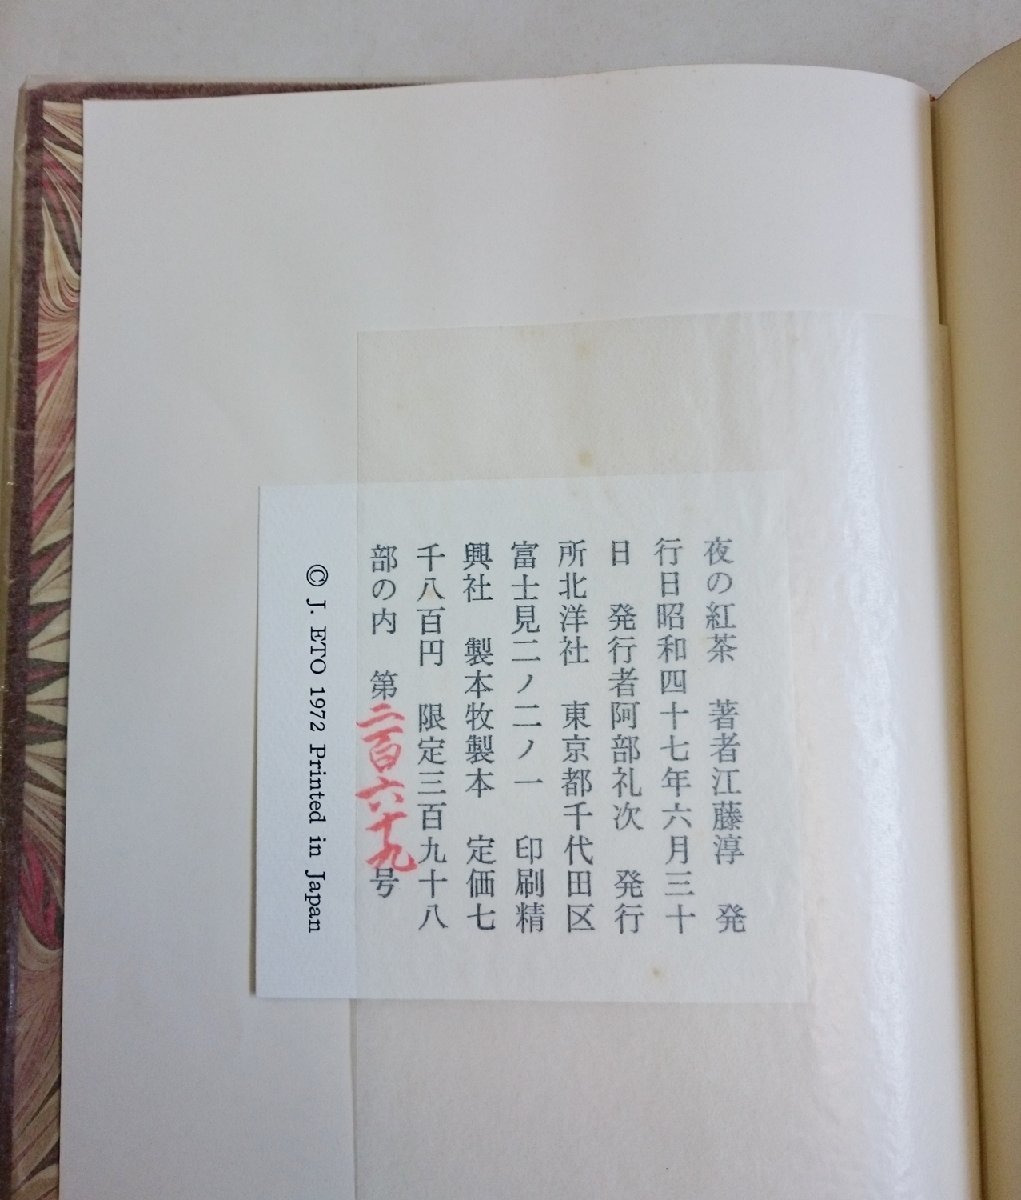 夜の紅茶　著者江藤淳　発
行日昭和四十七年六月三十
日　発行者阿部礼次　発行
所北洋社　東京都千代田区
富士見二ノ二ノ一　印刷精
興社　製本牧製本　定価七
千八百円　限定三百九十八
部の内　第二百六十九号
© J. ETO 1972 Printed in Japan